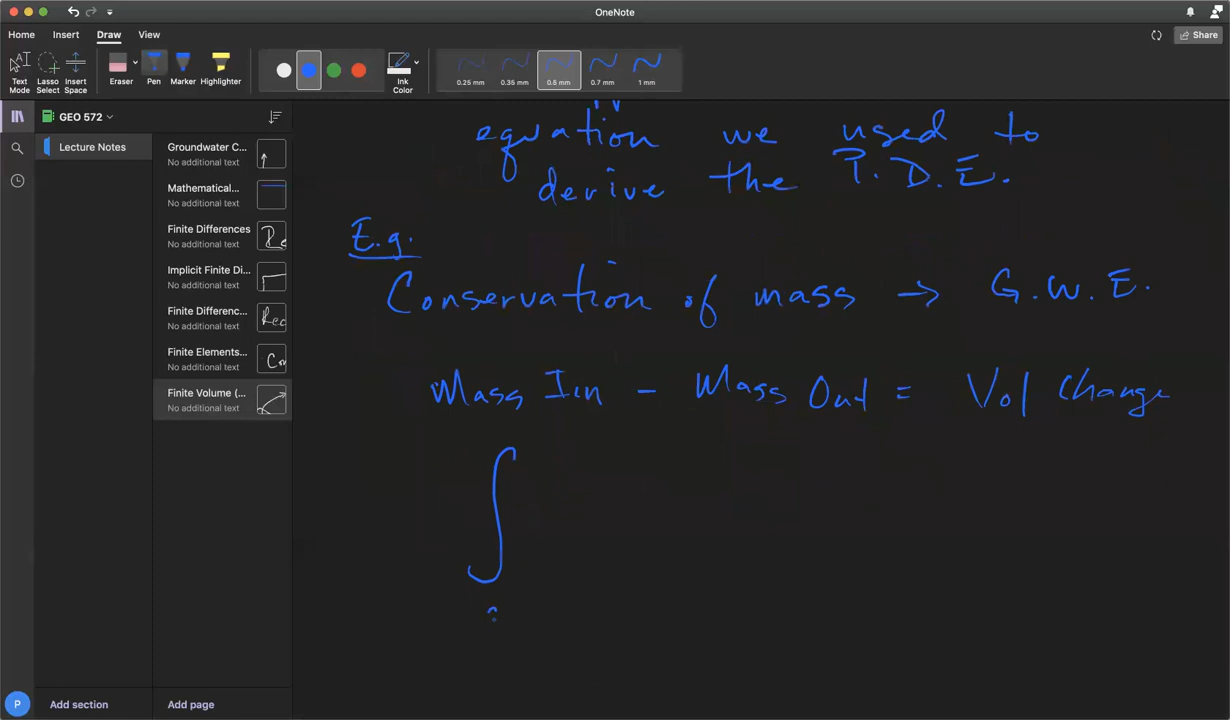 OneNote
Home Insert Draw View
Share
Text Mode
Lasso Select
Insert Space
Eraser
Pen
Marker
Highlighter
Ink Color
0.25 mm
0.35 mm
0.5 mm
0.7 mm
1 mm
GEO 572
Lecture Notes
Groundwater C...
No additional text
Mathematical...
No additional text
Finite Differences
No additional text
Implicit Finite Di...
No additional text
Finite Differenc...
No additional text
Finite Elements...
No additional text
Finite Volume (...
No additional text
equation we used to
derive the P.D.E.
E.g.
Conservation of mass → G.W.E.
Mass In - Mass Out = Vol Change
∫
P
Add section
Add page